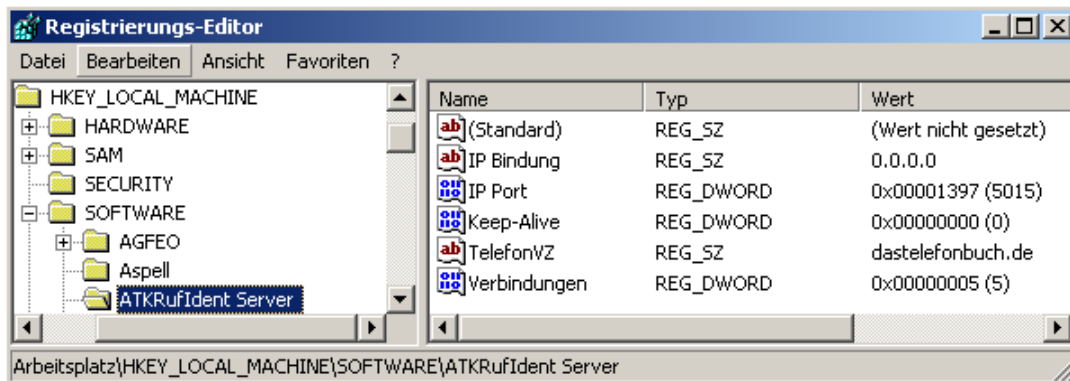 Registrierungs-Editor
Datei Bearbeiten Ansicht Favoriten ?
HKEY_LOCAL_MACHINE
HARDWARE
SAM
SECURITY
SOFTWARE
AGFEO
Aspell
ATKRufIdent Server
Name Typ Wert
(Standard) REG_SZ (Wert nicht gesetzt)
IP Bindung REG_SZ 0.0.0.0
IP Port REG_DWORD 0x00001397 (5015)
Keep-Alive REG_DWORD 0x00000000 (0)
TelefonVZ REG_SZ dastelefonbuch.de
Verbindungen REG_DWORD 0x00000005 (5)
Arbeitsplatz\HKEY_LOCAL_MACHINE\SOFTWARE\ATKRufIdent Server